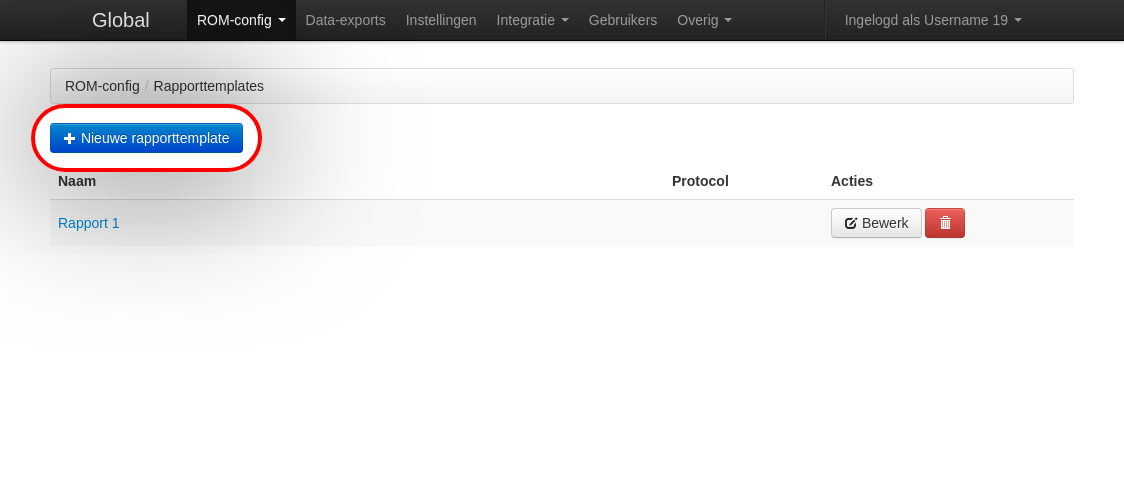 Global ROM-config Data-exports Instellingen Integratie Gebruikers Overig Ingelogd als Username 19
ROM-config / Rapporttemplates
Nieuwe rapporttemplate
Naam Protocol Acties
Rapport 1 Bewerk